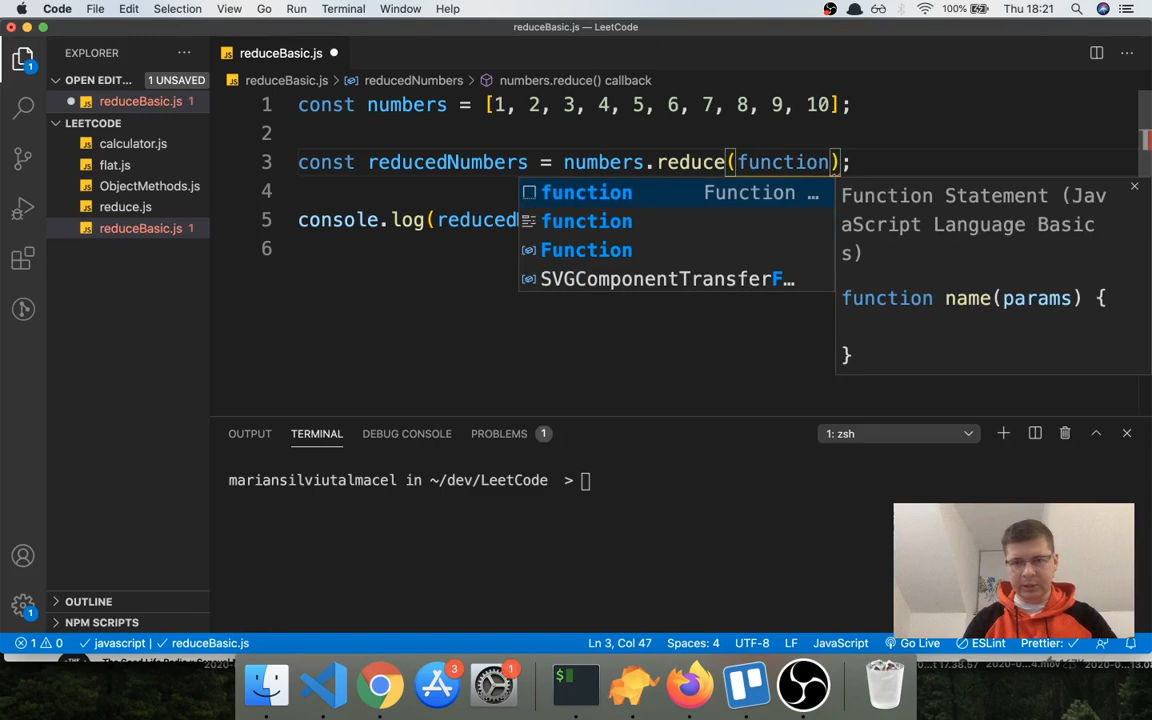 Code File Edit Selection View Go Run Terminal Window Help 100% Thu 18:21
reduceBasic.js — LeetCode
EXPLORER
reduceBasic.js
OPEN EDIT... 1 UNSAVED
reduceBasic.js > reducedNumbers > numbers.reduce() callback
reduceBasic.js 1
LEETCODE
calculator.js
flat.js
ObjectMethods.js
reduce.js
reduceBasic.js 1
1 const numbers = [1, 2, 3, 4, 5, 6, 7, 8, 9, 10];
2
3 const reducedNumbers = numbers.reduce(function);
4
5 console.log(reduced
6
function Function ...
function
Function
SVGComponentTransferF...
Function Statement (Jav
aScript Language Basic
s)
function name(params) {
}
OUTPUT TERMINAL DEBUG CONSOLE PROBLEMS 1 1: zsh
mariansilviutalmacel in ~/dev/LeetCode >
OUTLINE
NPM SCRIPTS
1 0 javascript | reduceBasic.js Ln 3, Col 47 Spaces: 4 UTF-8 LF JavaScript Go Live ESLint Prettier:
3
1